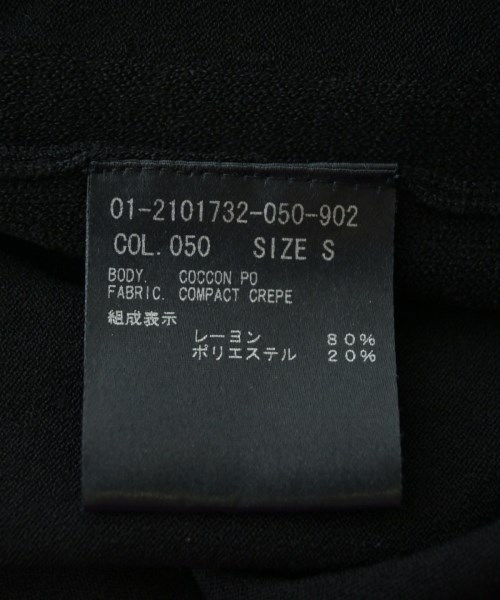 01-2101732-050-902
COL.050 SIZE S
BODY. COCCON PO
FABRIC. COMPACT CREPE
組成表示
レーヨン 80%
ポリエステル 20%